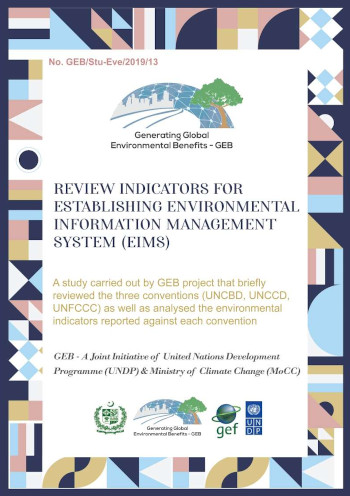 No. GEB/Stu-Eve/2019/13
Generating Global
Environmental Benefits - GEB
REVIEW INDICATORS FOR
ESTABLISHING ENVIRONMENTAL
INFORMATION MANAGEMENT
SYSTEM (EIMS)
A study carried out by GEB project that briefly
reviewed the three conventions (UNCBD, UNCCD,
UNFCCC) as well as analysed the environmental
indicators reported against each convention
GEB - A Joint Initiative of United Nations Development
Programme (UNDP) & Ministry of Climate Change (MoCC)
Generating Global
Environmental Benefits - GEB
gef
U N
D P